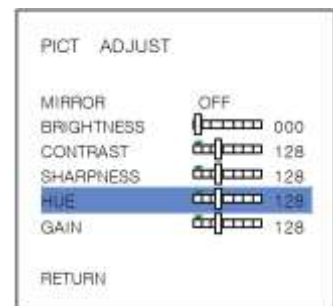 PICT ADJUST
MIRROR OFF
BRIGHTNESS 000
CONTRAST 128
SHARPNESS 128
HUE 128
GAIN 128
RETURN